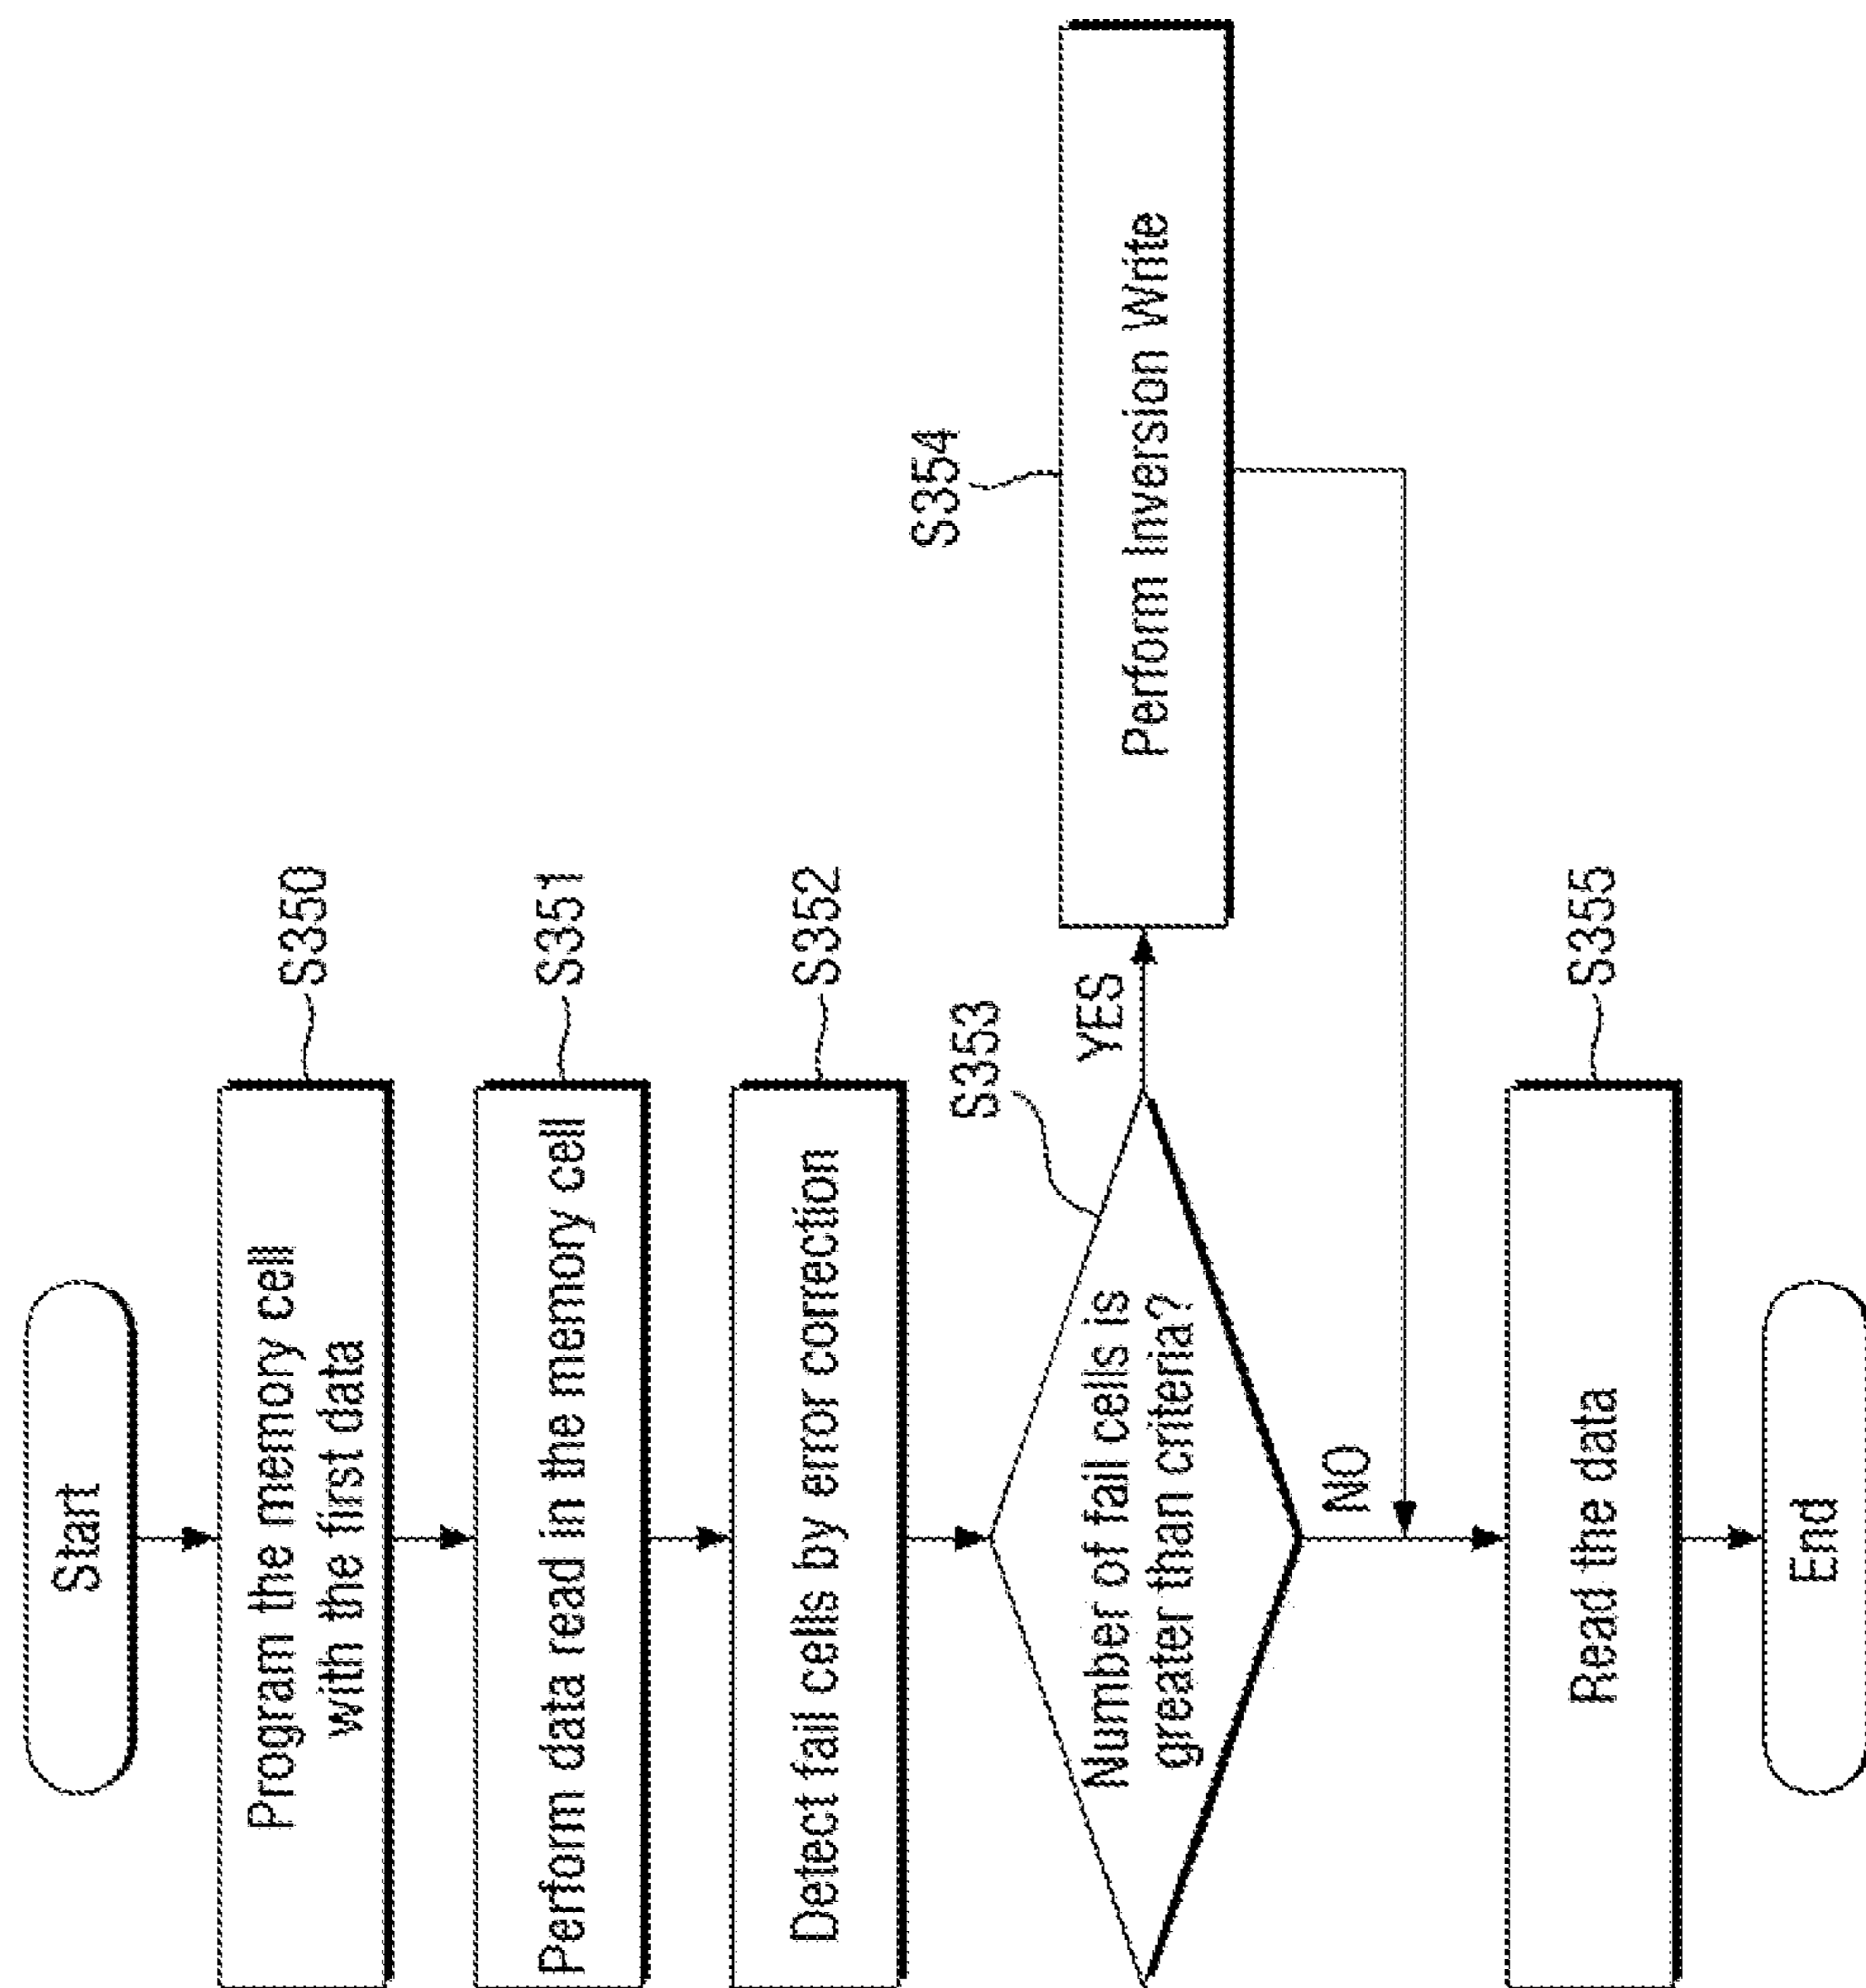 Start
Program the memory cell
with the first data
S350
Perform data read in the memory cell
S351
Detect fail cells by error correction
S352
Number of fail cells is
greater than criteria?
S353
YES
Perform Inversion Write
S354
NO
Read the data
S355
End